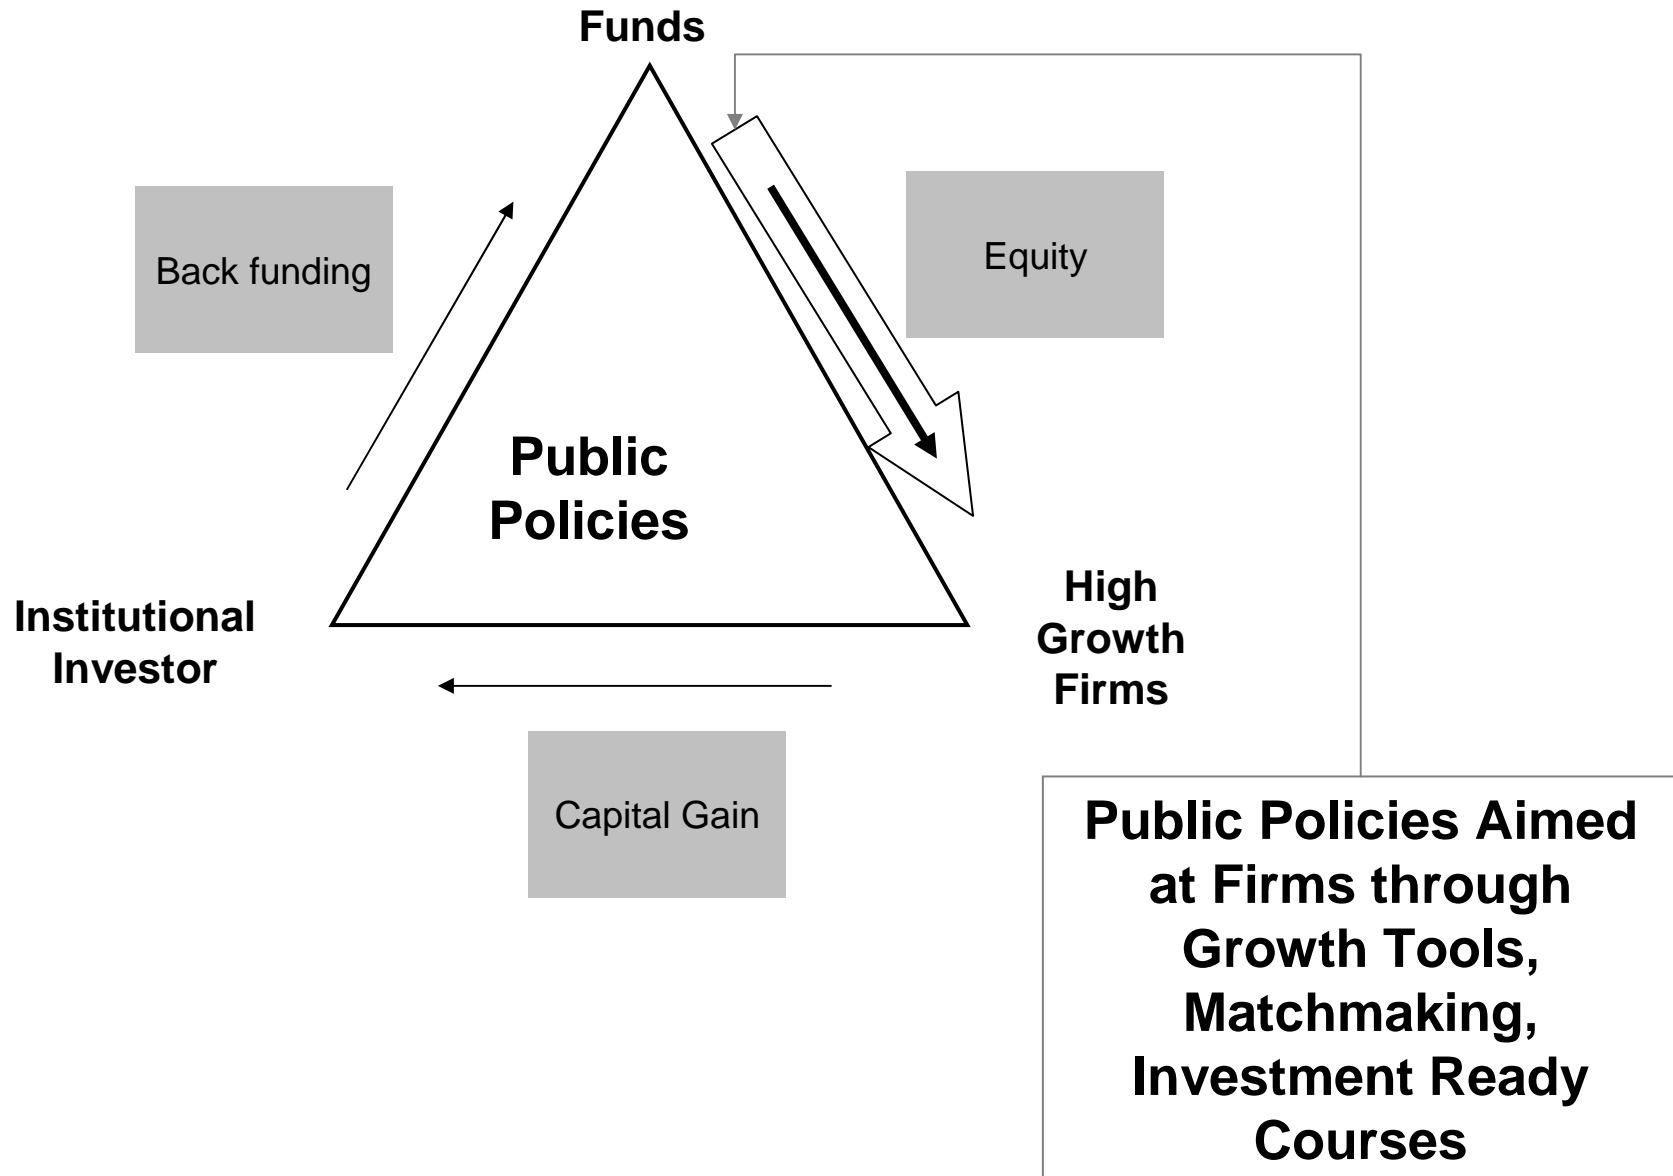 Funds
Back funding
Equity
Public
Policies
Institutional
Investor
High
Growth
Firms
Capital Gain
Public Policies Aimed
at Firms through
Growth Tools,
Matchmaking,
Investment Ready
Courses